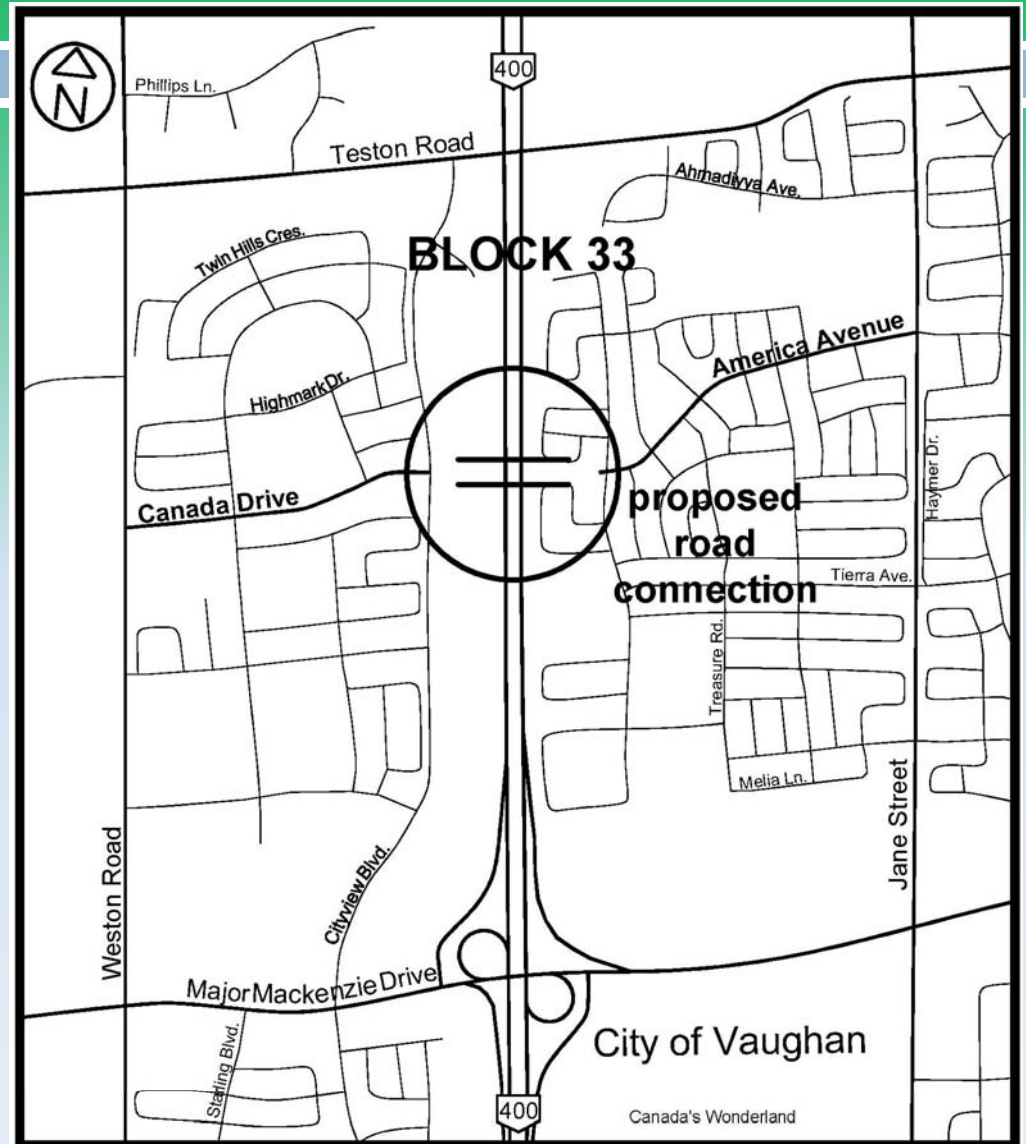 400
Phillips Ln.
N
Teston Road
Ahmadiyya Ave.
Twin Hills Cres.
BLOCK 33
America Avenue
Highmark Dr.
Haymer Dr.
Canada Drive
proposed
road
connection
Tierra Ave.
Treasure Rd.
Melia Ln.
Jane Street
Weston Road
Cityview Blvd.
Major Mackenzie Drive
Starling Blvd.
City of Vaughan
400
Canada's Wonderland